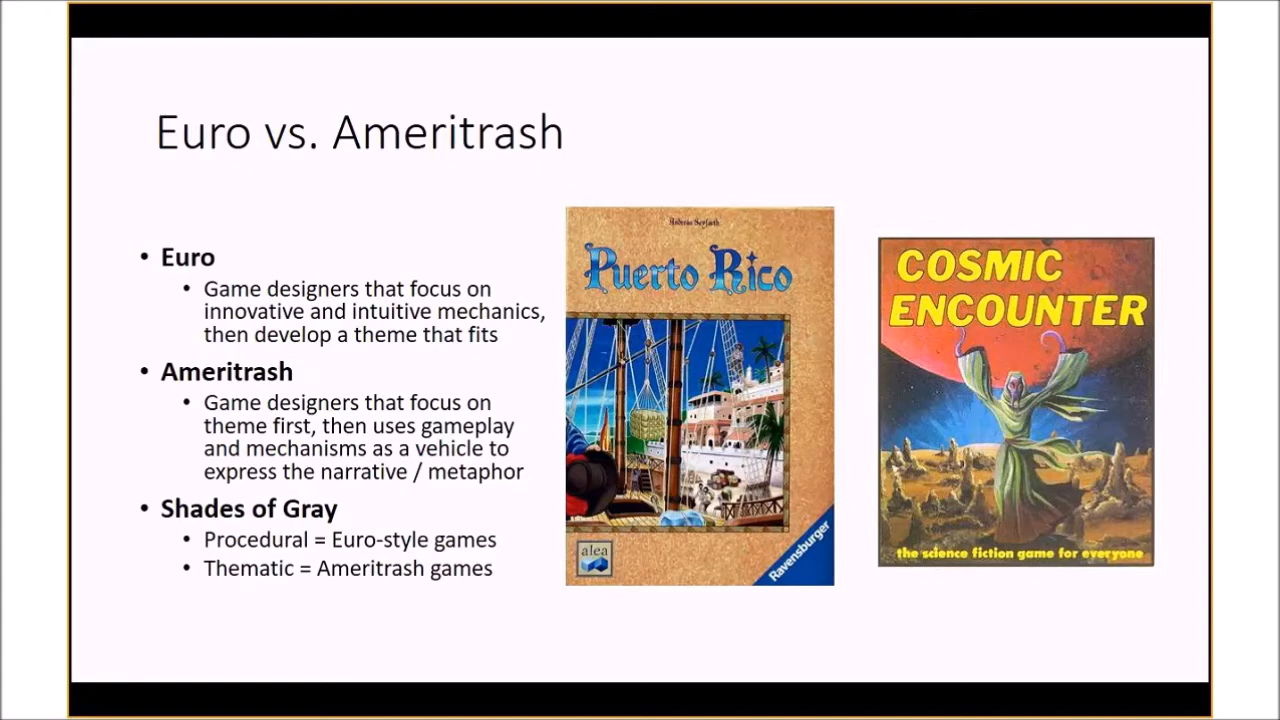 Euro vs. Ameritrash
• Euro
• Game designers that focus on
innovative and intuitive mechanics,
then develop a theme that fits
• Ameritrash
• Game designers that focus on
theme first, then uses gameplay
and mechanisms as a vehicle to
express the narrative / metaphor
• Shades of Gray
• Procedural = Euro-style games
• Thematic = Ameritrash games
Andreas Seyfarth
Puerto Rico
alea
Ravensburger
COSMIC
ENCOUNTER
the science fiction game for everyone